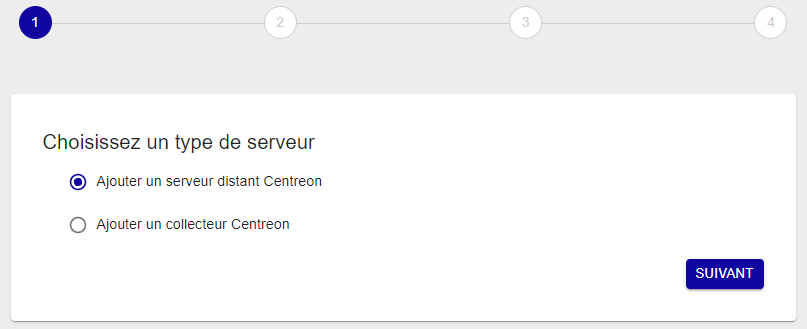 1 2 3 4
Choisissez un type de serveur
Ajouter un serveur distant Centreon
Ajouter un collecteur Centreon
SUIVANT